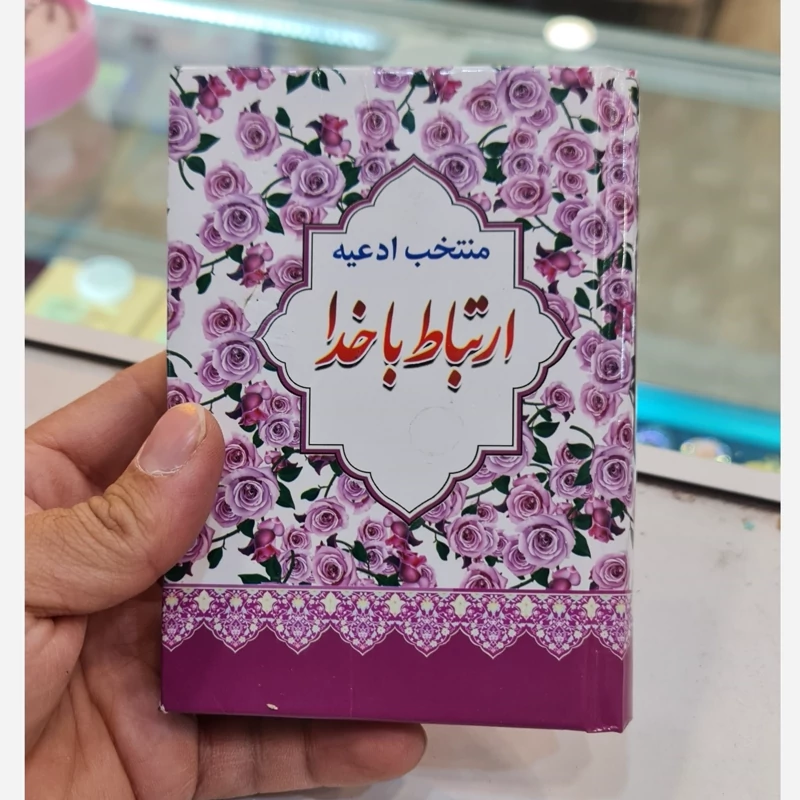 منتخب ادعیه
ارتباط با خدا